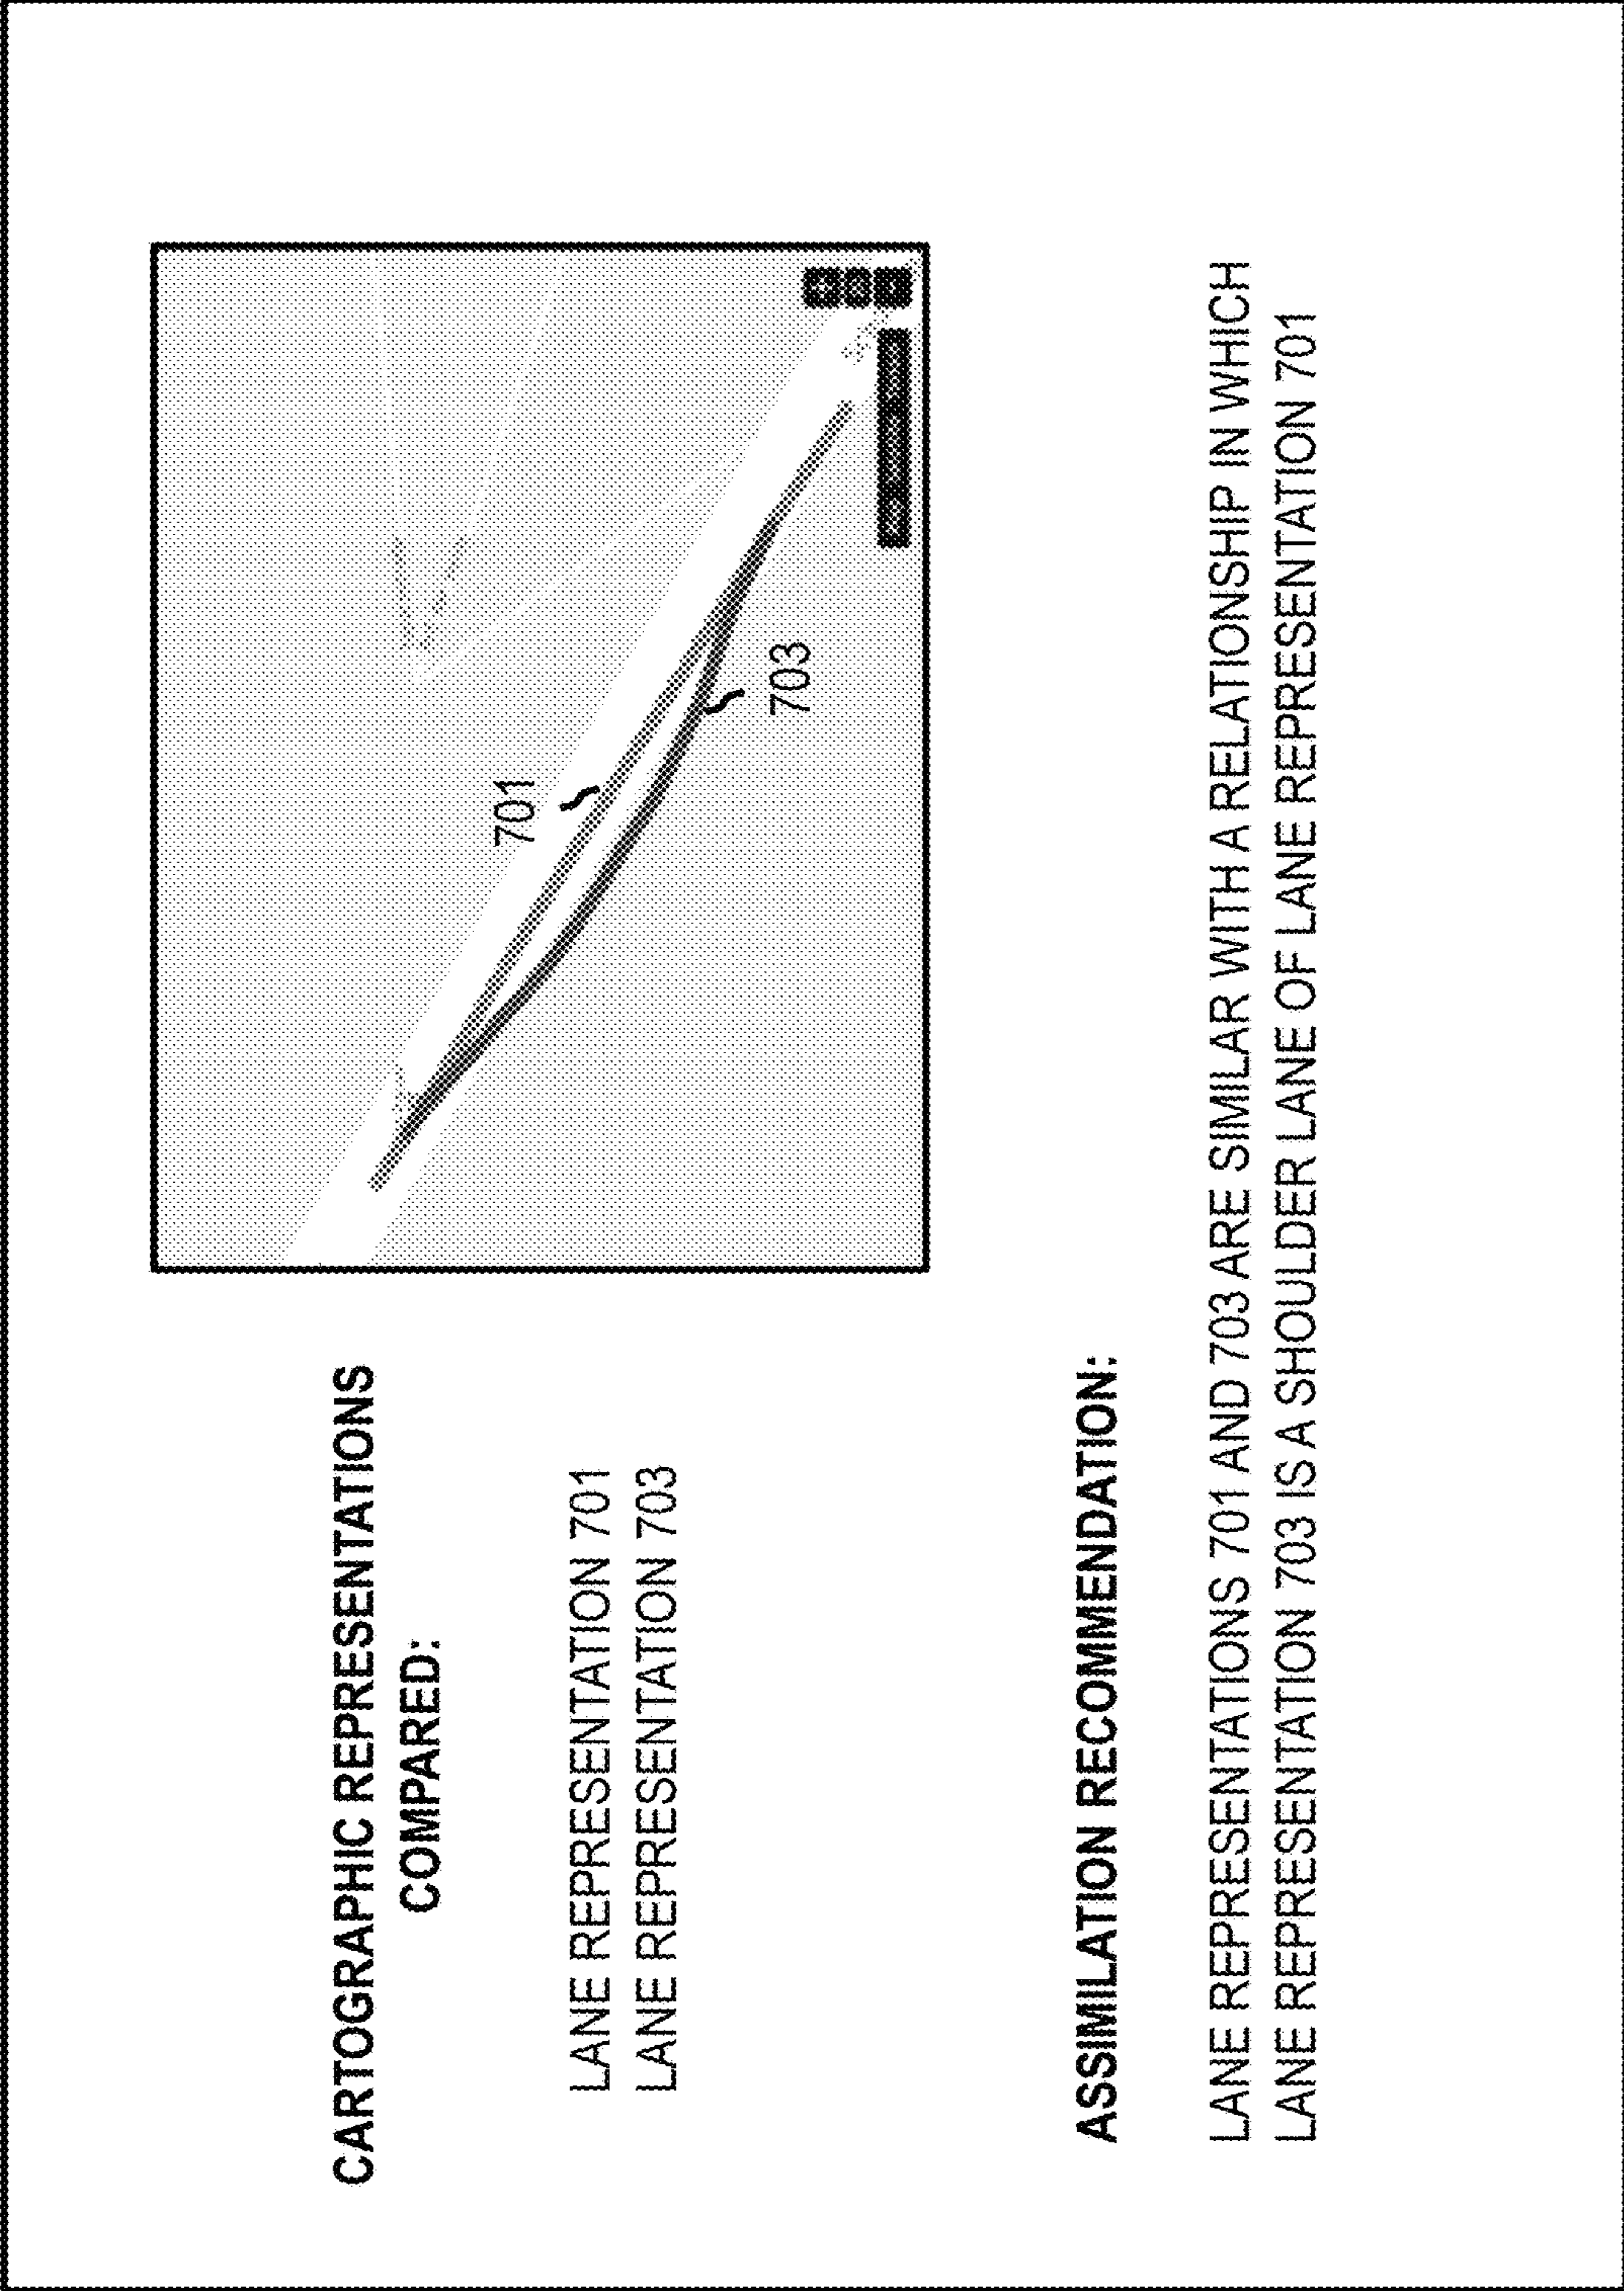 CARTOGRAPHIC REPRESENTATIONS
COMPARED:
LANE REPRESENTATION 701
LANE REPRESENTATION 703
701
703
ASSIMILATION RECOMMENDATION:
LANE REPRESENTATIONS 701 AND 703 ARE SIMILAR WITH A RELATIONSHIP IN WHICH
LANE REPRESENTATION 703 IS A SHOULDER LANE OF LANE REPRESENTATION 701